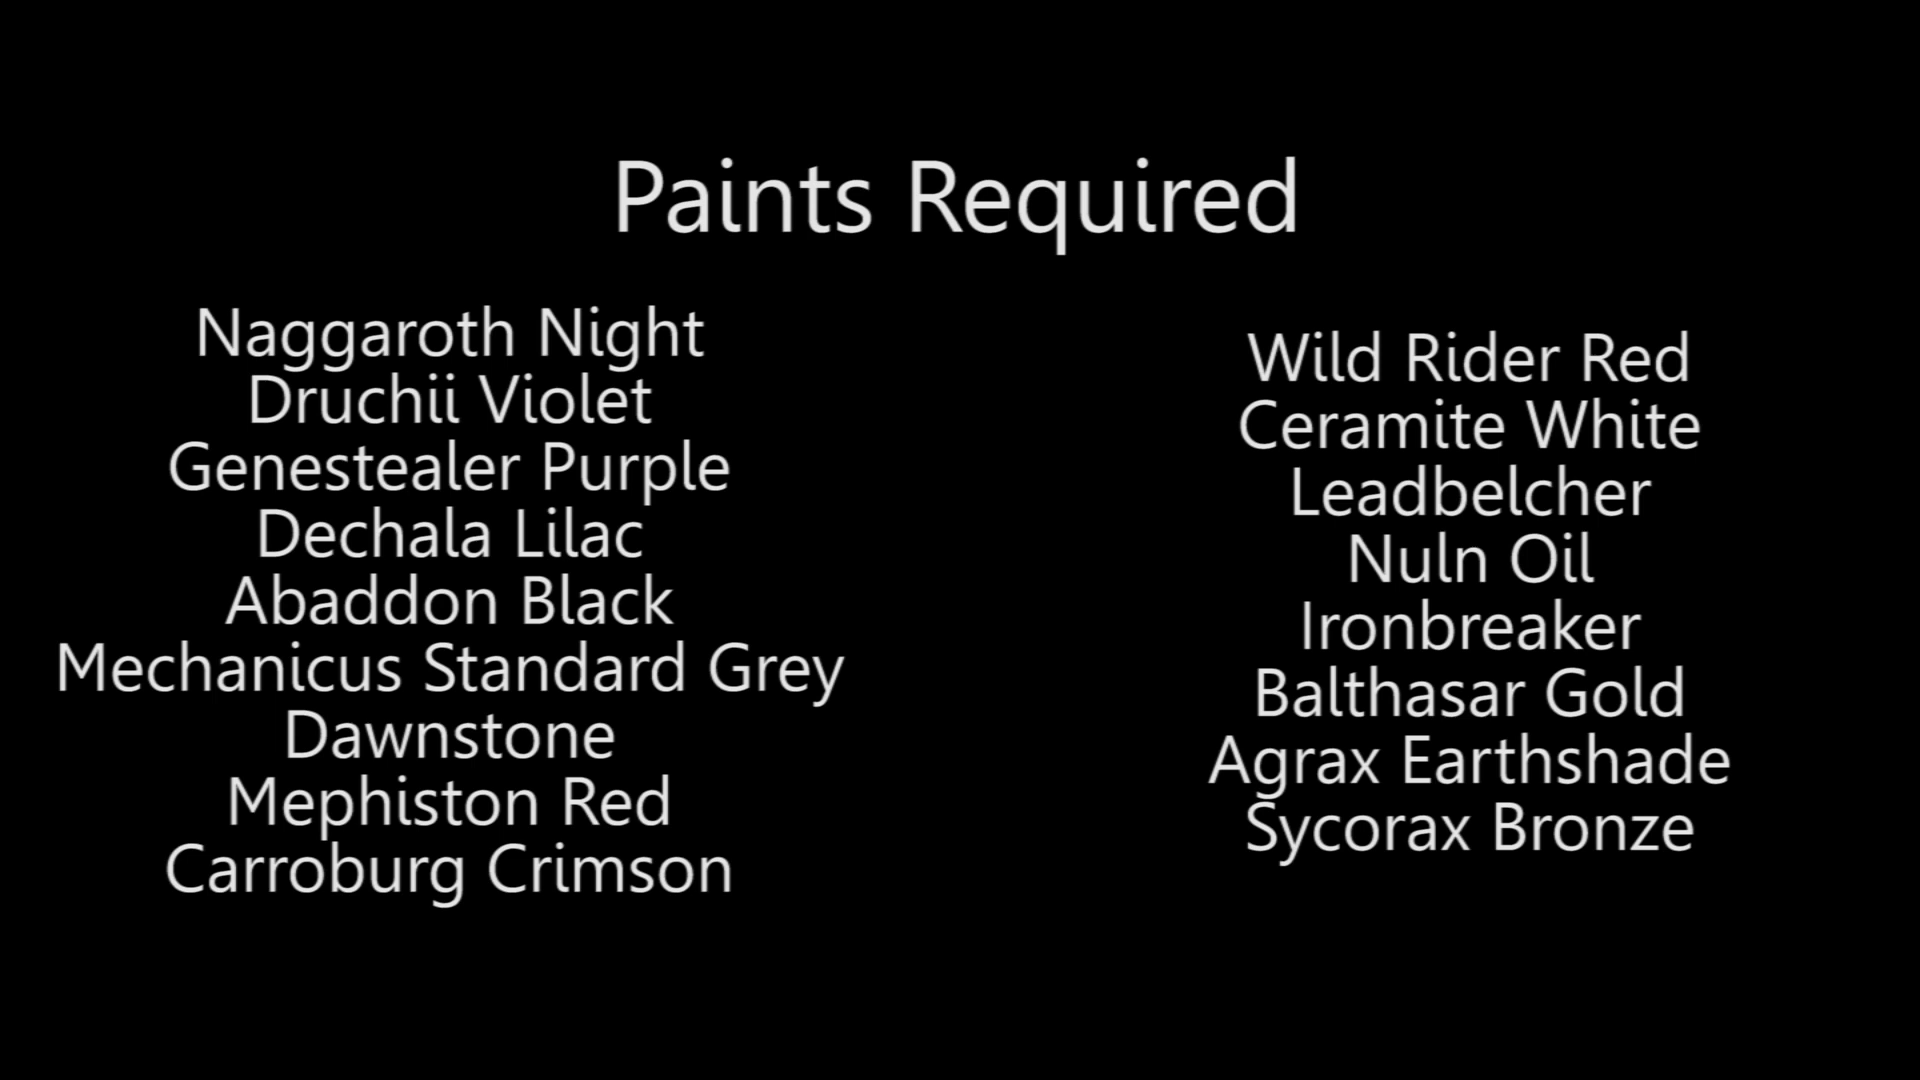 Paints Required
Naggaroth Night
Druchii Violet
Genestealer Purple
Dechala Lilac
Abaddon Black
Mechanicus Standard Grey
Dawnstone
Mephiston Red
Carroburg Crimson
Wild Rider Red
Ceramite White
Leadbelcher
Nuln Oil
Ironbreaker
Balthasar Gold
Agrax Earthshade
Sycorax Bronze